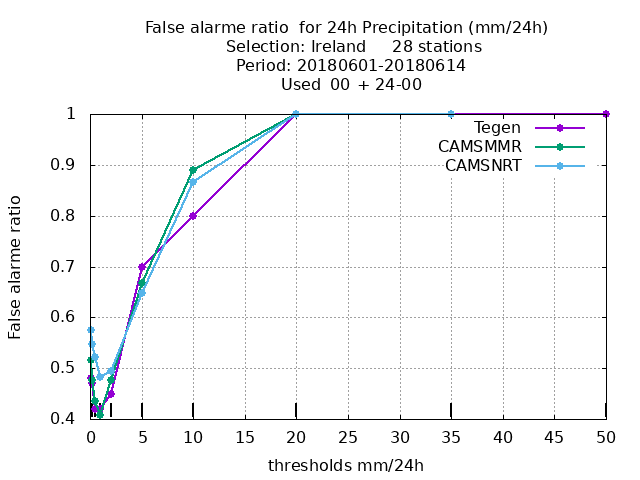 False alarme ratio  for 24h Precipitation (mm/24h)
Selection: Ireland     28 stations
Period: 20180601-20180614
Used  00 + 24-00
1
0.9
0.8
0.7
0.6
0.5
0.4
False alarme ratio
Tegen
CAMSMMR
CAMSNRT
0 5 10 15 20 25 30 35 40 45 50
thresholds mm/24h